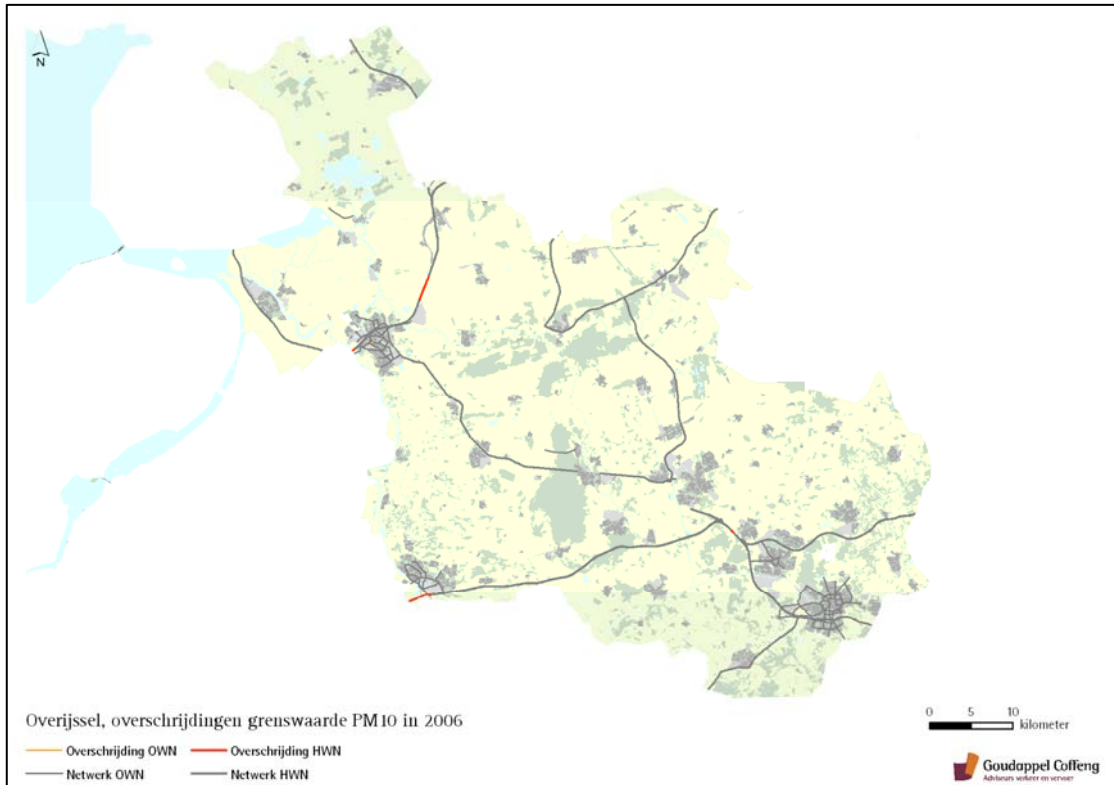 N
Overijssel, overschrijdingen grenswaarde PM10 in 2006
Overschrijding OWN
Overschrijding HWN
Netwerk OWN
Netwerk HWN
0 5 10
kilometer
Goudappel Coffeng
Adviseurs verkeer en vervoer